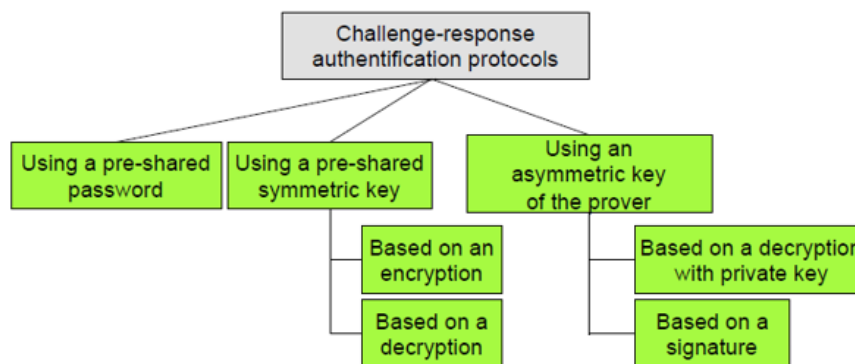 Challenge-response
authentification protocols
Using a pre-shared
password
Using a pre-shared
symmetric key
Using an
asymmetric key
of the prover
Based on an
encryption
Based on a
decryption
Based on a decryption
with private key
Based on a
signature